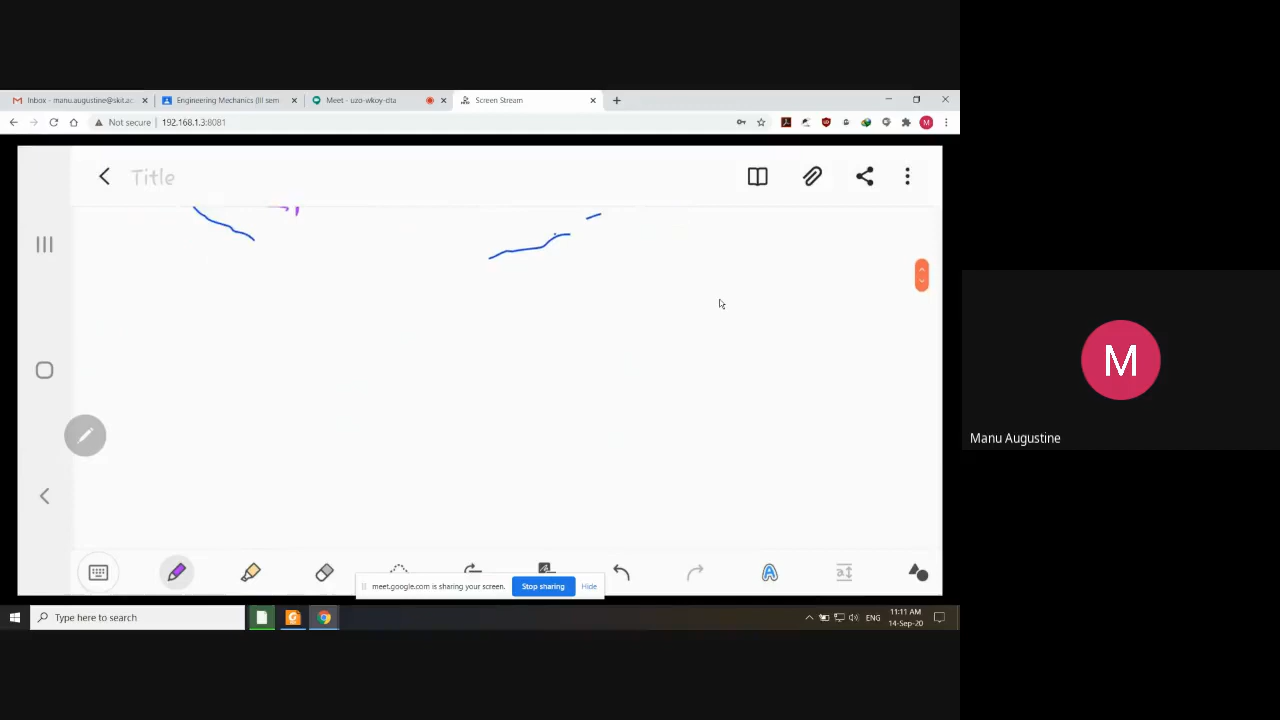 Inbox - manu.augustine@skit.ac
Engineering Mechanics (III sem
Meet - uzo-wkoy-dta
Screen Stream
Not secure
192.168.1.3:8081
M
Title
M
Manu Augustine
A
meet.google.com is sharing your screen.
Stop sharing
Hide
Type here to search
ENG
11:11 AM
14-Sep-20